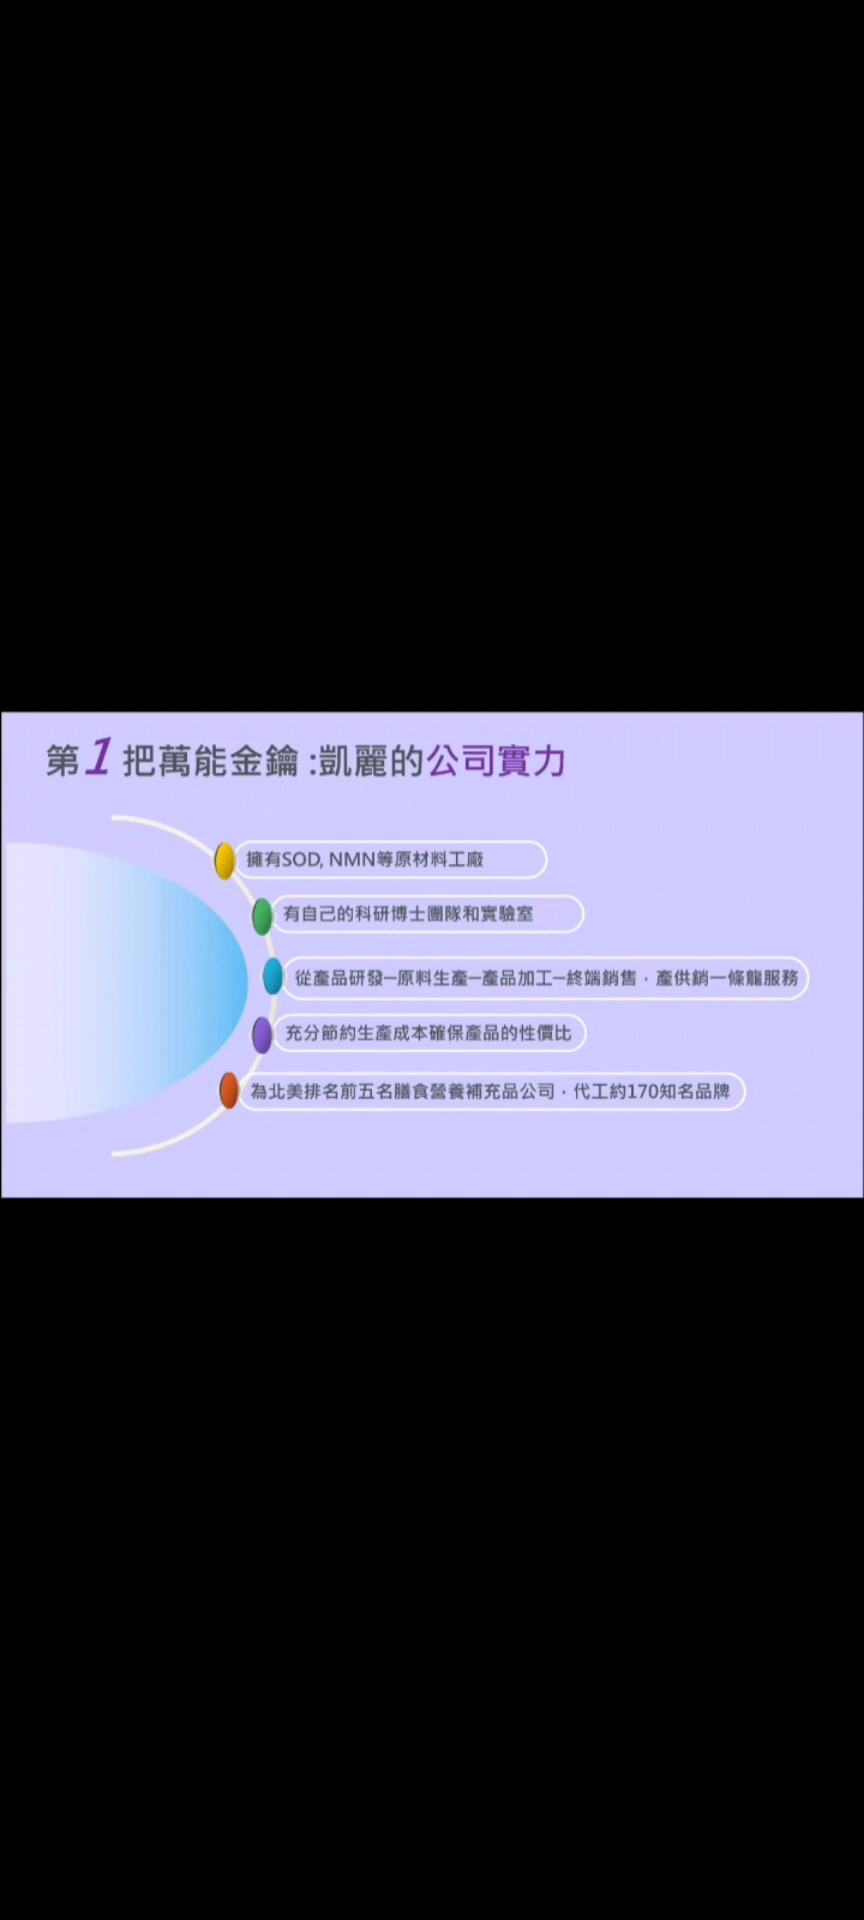 第1把萬能金鑰:凱麗的公司實力
擁有SOD, NMN等原材料工廠
有自己的科研博士團隊和實驗室
從產品研發─原料生產─產品加工─終端銷售，產供銷一條龍服務
充分節約生產成本確保產品的性價比
為北美排名前五名膳食營養補充品公司，代工約170知名品牌